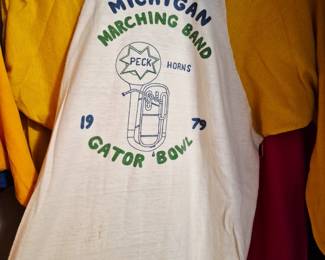 MICHIGAN
MARCHING BAND
PECK HORNS
19 79
GATOR 'BOWL